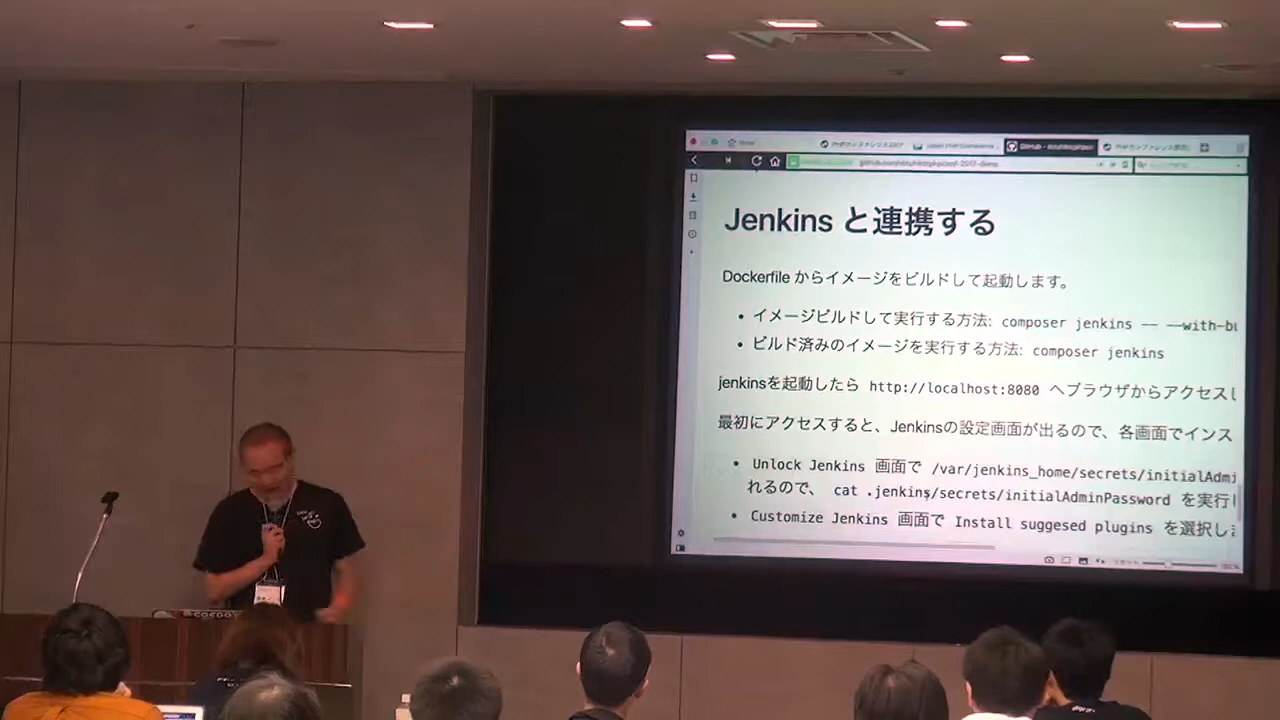 Jenkins と連携する
Dockerfile からイメージをビルドして起動します。
イメージビルドして実行する方法: composer jenkins -- --with-bu
ビルド済みのイメージを実行する方法: composer jenkins
jenkinsを起動したら http://localhost:8080 へブラウザからアクセスし
最初にアクセスすると、Jenkinsの設定画面が出るので、各画面でインス
Unlock Jenkins 画面で /var/jenkins_home/secrets/initialAdmi
れるので、 cat .jenkins/secrets/initialAdminPassword を実行し
Customize Jenkins 画面で Install suggesed plugins を選択しま